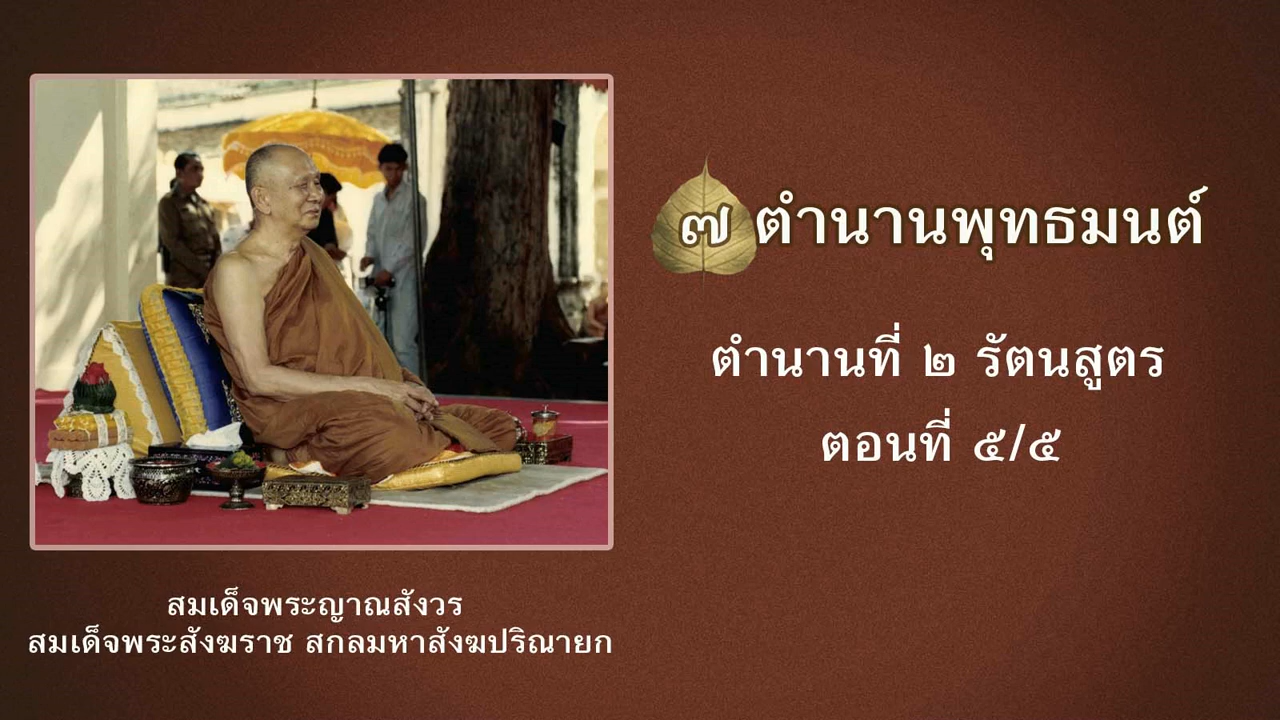 ๗ ตำนานพุทธมนต์
ตำนานที่ ๒ รัตนสูตร
ตอนที่ ๕/๕
สมเด็จพระญาณสังวร
สมเด็จพระสังฆราช สกลมหาสังฆปริณายก